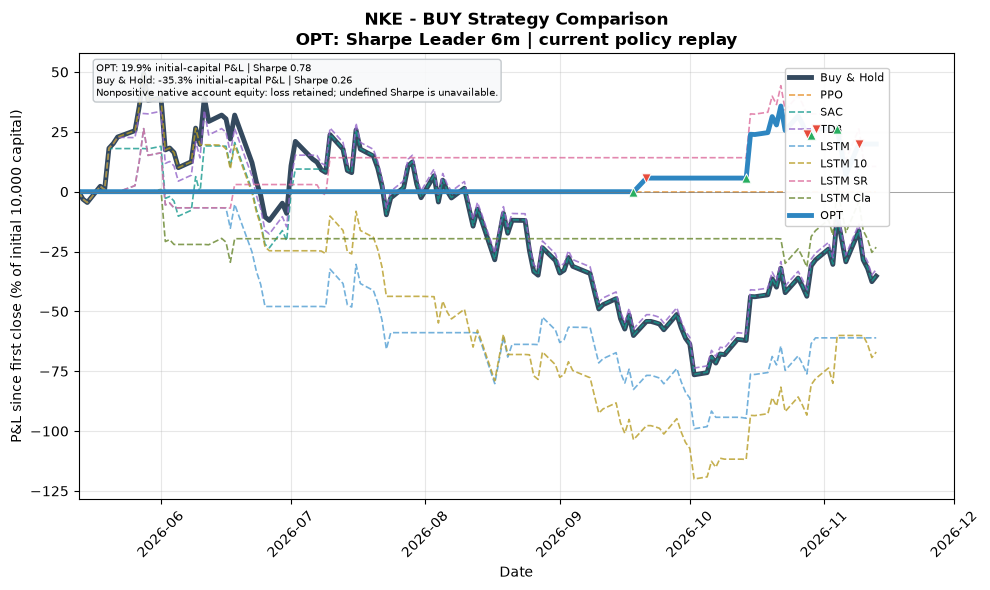 NKE - BUY Strategy Comparison
OPT: Sharpe Leader 6m | current policy replay
OPT: 19.9% initial-capital P&L | Sharpe 0.78
Buy & Hold: -35.3% initial-capital P&L | Sharpe 0.26
Nonpositive native account equity: loss retained; undefined Sharpe is unavailable.
Buy & Hold
PPO
SAC
LSTM
LSTM 10
LSTM SR
LSTM Cla
OPT
P&L since first close (% of initial 10,000 capital)
50
25
0
−25
−50
−75
−100
−125
2026-06
2026-07
2026-08
2026-09
2026-10
2026-11
2026-12
Date